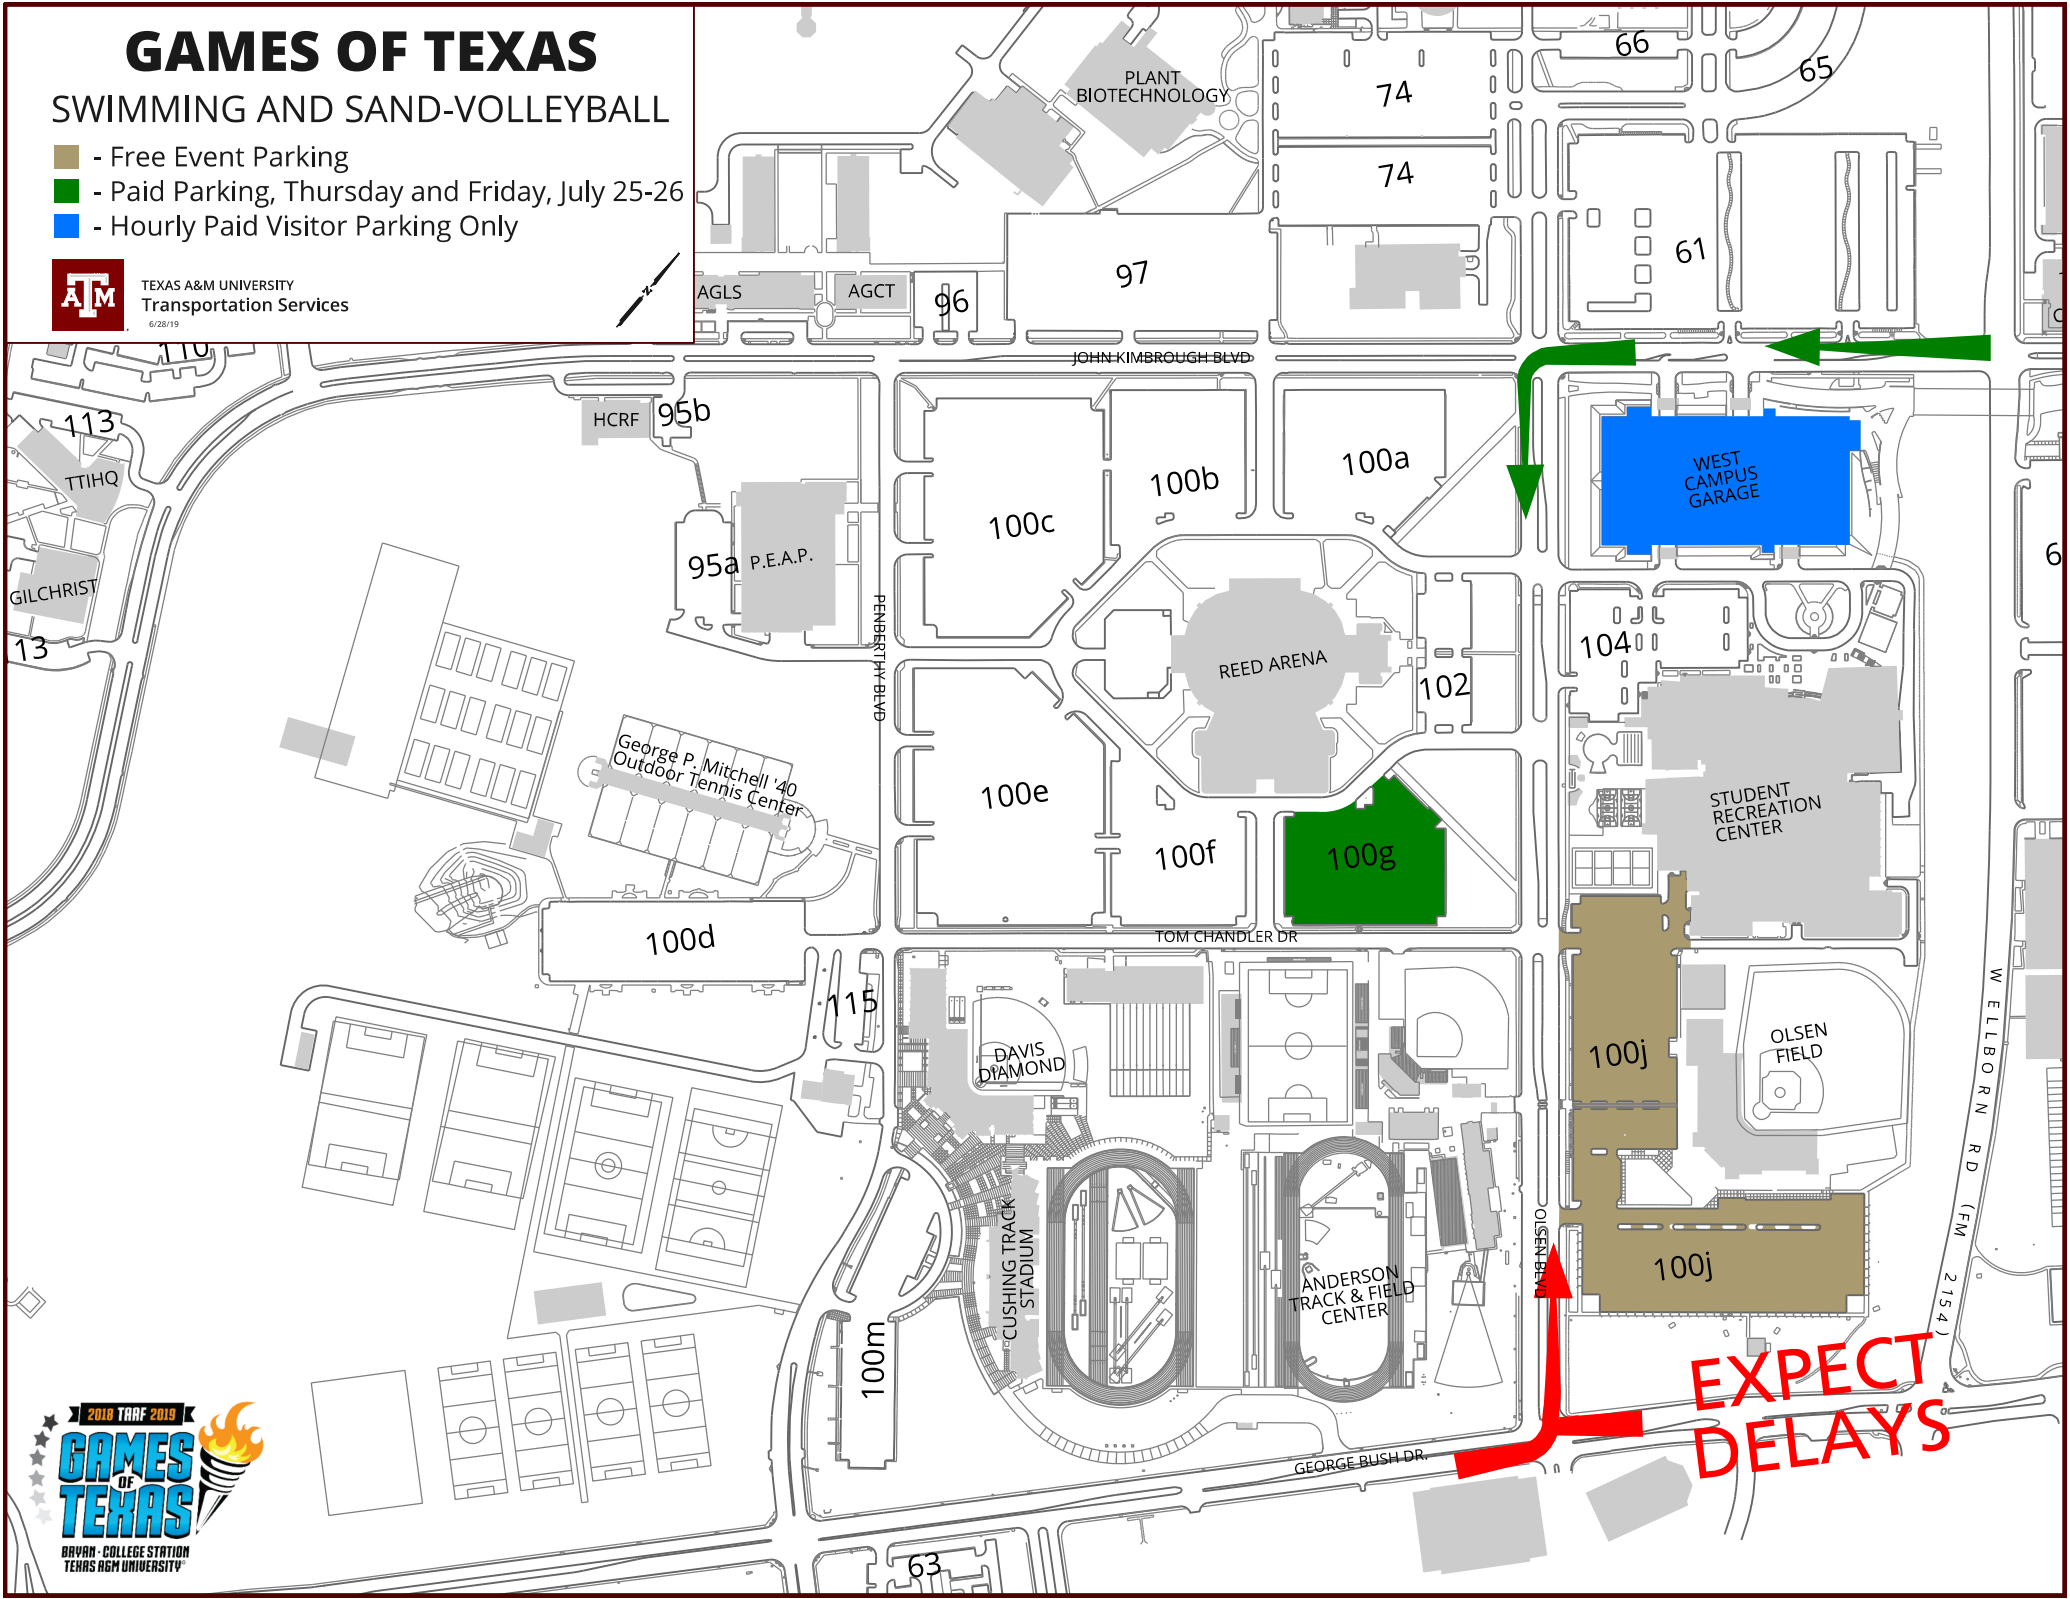 GAMES OF TEXAS
SWIMMING AND SAND-VOLLEYBALL
- Free Event Parking
- Paid Parking, Thursday and Friday, July 25-26
- Hourly Paid Visitor Parking Only
N
ATM
TEXAS A&M UNIVERSITY
Transportation Services
6/28/19
PLANT
BIOTECHNOLOGY
74
74
66
65
61
97
96
AGLS
AGCT
110
JOHN KIMBROUGH BLVD
113
TTIHQ
GILCHRIST
13
HCRF
95b
95a
P.E.A.P.
PENBERTHY BLVD
100c
100b
100a
WEST
CAMPUS
GARAGE
6
REED ARENA
102
104
George P. Mitchell '40
Outdoor Tennis Center
100e
100f
100g
STUDENT
RECREATION
CENTER
100d
TOM CHANDLER DR
115
DAVIS
DIAMOND
100j
OLSEN
FIELD
WELLBORN RD (FM 2154)
CUSHING TRACK
STADIUM
ANDERSON
TRACK & FIELD
CENTER
OLSEN BLVD
100j
100m
EXPECT
DELAYS
GEORGE BUSH DR.
63
2018 TAAF 2019
GAMES
OF
TEXAS
BRYAN · COLLEGE STATION
TEXAS A&M UNIVERSITY